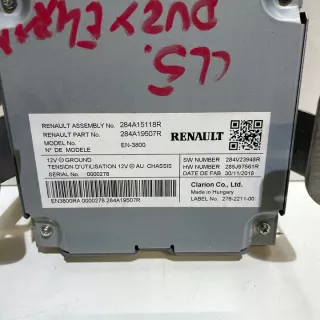 CLS.
RENAULT ASSEMBLY No. 284A15118R
RENAULT PART No. 284A19507R
MODEL No. EN-3800
N° DE MODELE
RENAULT
12V ⊖ GROUND
TENSION D'UTILISATION 12V ⊖ AU CHASSIS
SERIAL No. 0000278
SW NUMBER 284V23948R
HW NUMBER 285J97561R
DATE DE FAB 30/11/2018
EN3800RA 0000278 284A19507R
Clarion Co., Ltd.
Made in Hungary
LABEL No. 276-2211-00